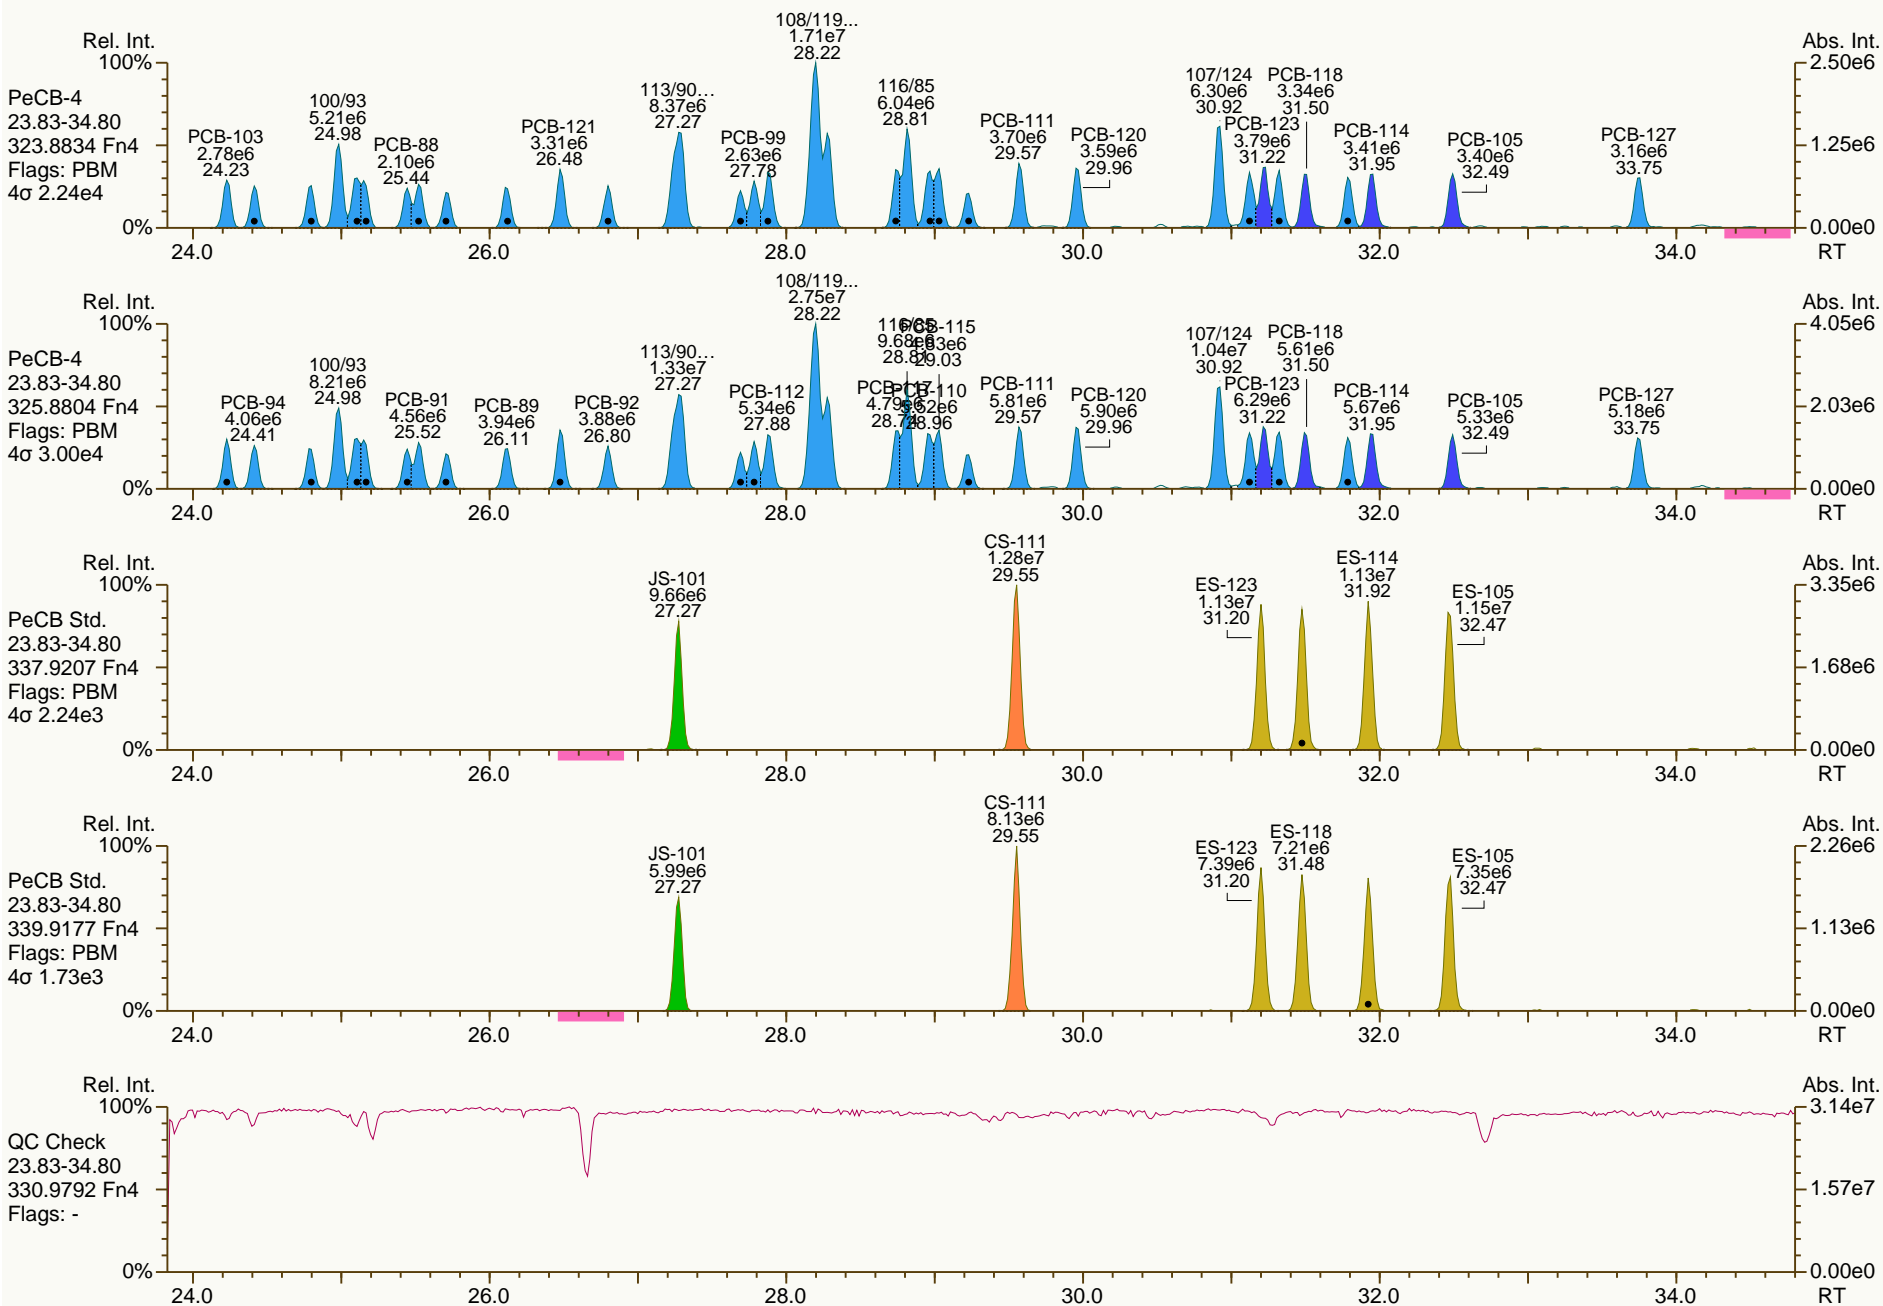 Rel. Int.
Abs. Int.
100%
0%
2.50e6
1.25e6
0.00e0
PeCB-4
23.83-34.80
323.8834 Fn4
Flags: PBM
4σ 2.24e4
PCB-103
2.78e6
24.23
100/93
5.21e6
24.98
PCB-88
2.10e6
25.44
PCB-121
3.31e6
26.48
113/90...
8.37e6
27.27
PCB-99
2.63e6
27.78
108/119...
1.71e7
28.22
116/85
6.04e6
28.81
PCB-111
3.70e6
29.57
PCB-120
3.59e6
29.96
107/124
6.30e6
30.92
PCB-123
3.79e6
31.22
PCB-118
3.34e6
31.50
PCB-114
3.41e6
31.95
PCB-105
3.40e6
32.49
PCB-127
3.16e6
33.75
24.0 26.0 28.0 30.0 32.0 34.0 RT
Rel. Int.
Abs. Int.
100%
0%
4.05e6
2.03e6
0.00e0
PeCB-4
23.83-34.80
325.8804 Fn4
Flags: PBM
4σ 3.00e4
PCB-94
4.06e6
24.41
100/93
8.21e6
24.98
PCB-91
4.56e6
25.52
PCB-89
3.94e6
26.11
PCB-92
3.88e6
26.80
113/90...
1.33e7
27.27
PCB-112
5.34e6
27.88
108/119...
2.75e7
28.22
PCB-117
4.79e6
28.74
116/85
9.68e6
28.81
PCB-110
5.52e6
28.96
PCB-115
29.03
PCB-111
5.81e6
29.57
PCB-120
5.90e6
29.96
107/124
1.04e7
30.92
PCB-123
6.29e6
31.22
PCB-118
5.61e6
31.50
PCB-114
5.67e6
31.95
PCB-105
5.33e6
32.49
PCB-127
5.18e6
33.75
24.0 26.0 28.0 30.0 32.0 34.0 RT
Rel. Int.
Abs. Int.
100%
0%
3.35e6
1.68e6
0.00e0
PeCB Std.
23.83-34.80
337.9207 Fn4
Flags: PBM
4σ 2.24e3
JS-101
9.66e6
27.27
CS-111
1.28e7
29.55
ES-123
1.13e7
31.20
ES-114
1.13e7
31.92
ES-105
1.15e7
32.47
24.0 26.0 28.0 30.0 32.0 34.0 RT
Rel. Int.
Abs. Int.
100%
0%
2.26e6
1.13e6
0.00e0
PeCB Std.
23.83-34.80
339.9177 Fn4
Flags: PBM
4σ 1.73e3
JS-101
5.99e6
27.27
CS-111
8.13e6
29.55
ES-123
7.39e6
31.20
ES-118
7.21e6
31.48
ES-105
7.35e6
32.47
24.0 26.0 28.0 30.0 32.0 34.0 RT
Rel. Int.
Abs. Int.
100%
0%
3.14e7
1.57e7
0.00e0
QC Check
23.83-34.80
330.9792 Fn4
Flags: -
24.0 26.0 28.0 30.0 32.0 34.0 RT